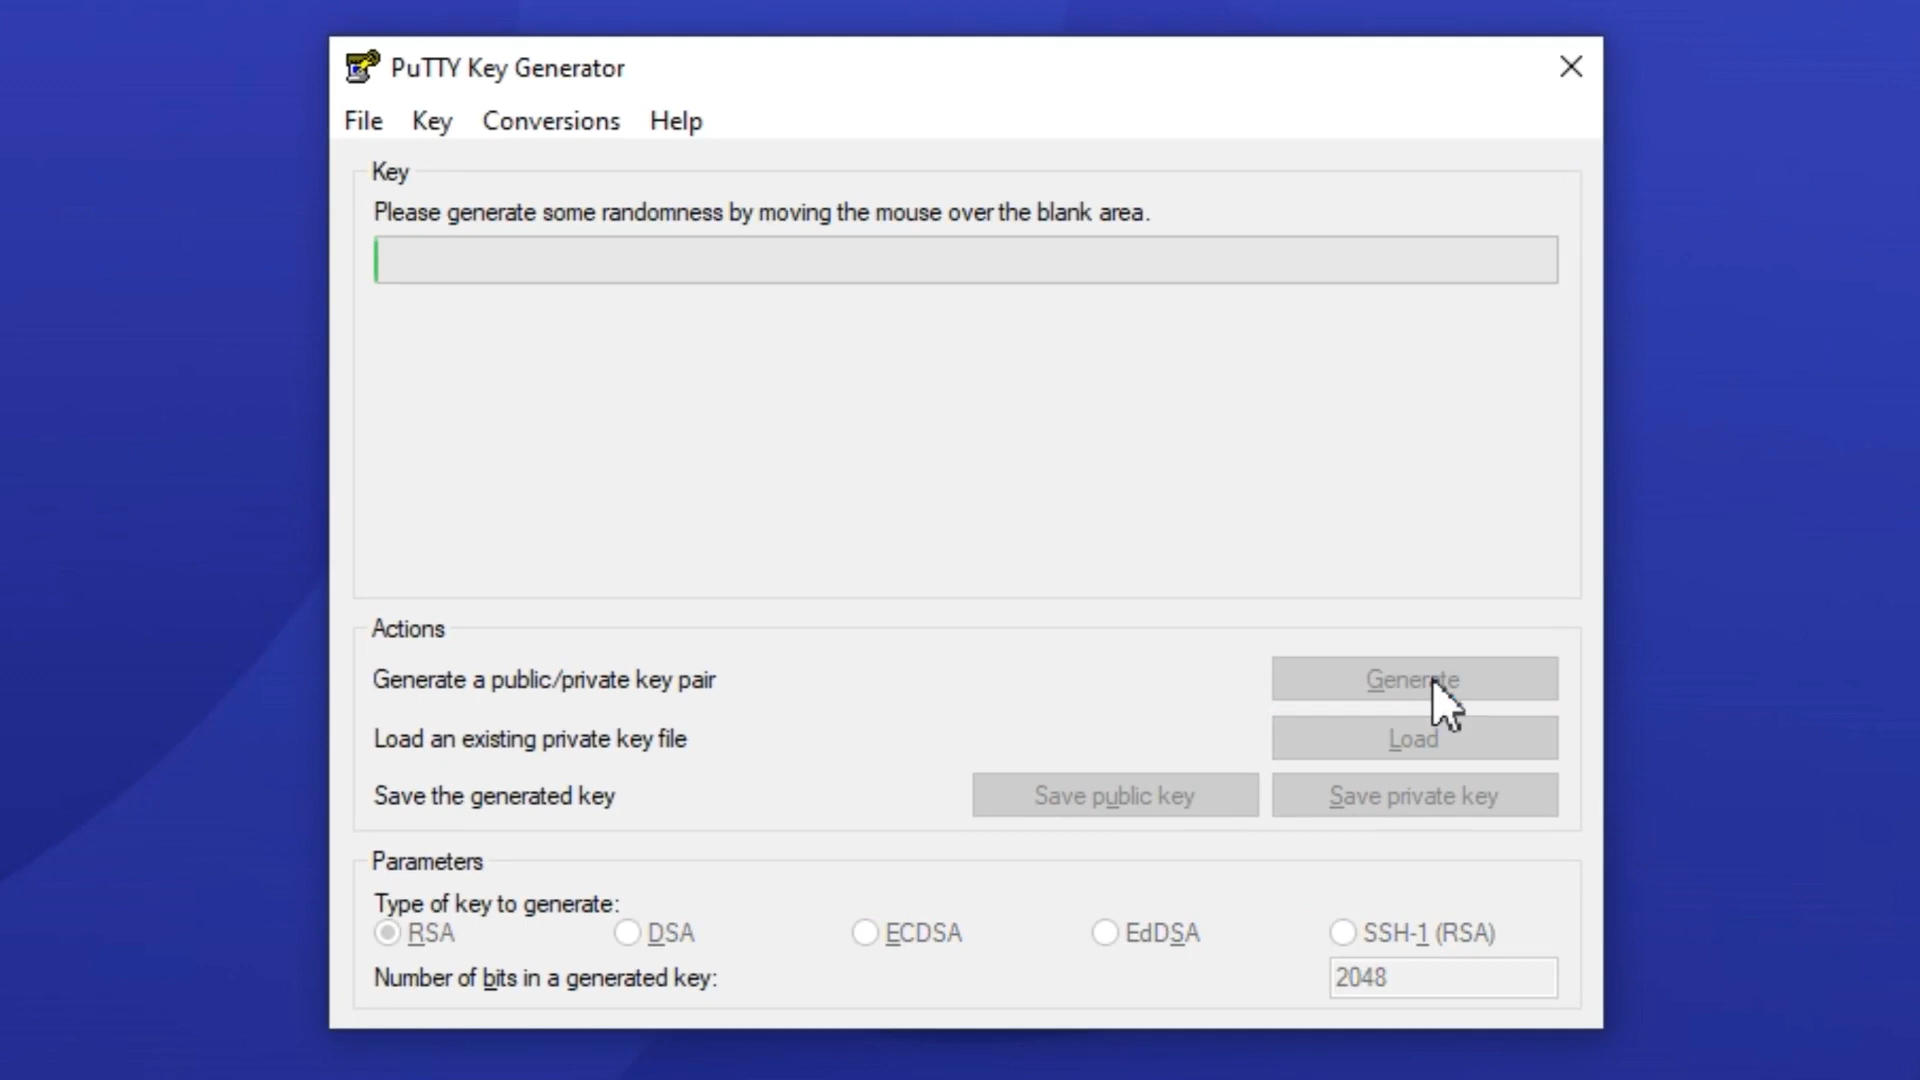 PuTTY Key Generator
File Key Conversions Help
Key
Please generate some randomness by moving the mouse over the blank area.
Actions
Generate a public/private key pair Generate
Load an existing private key file Load
Save the generated key Save public key Save private key
Parameters
Type of key to generate:
RSA DSA ECDSA EdDSA SSH-1 (RSA)
Number of bits in a generated key: 2048